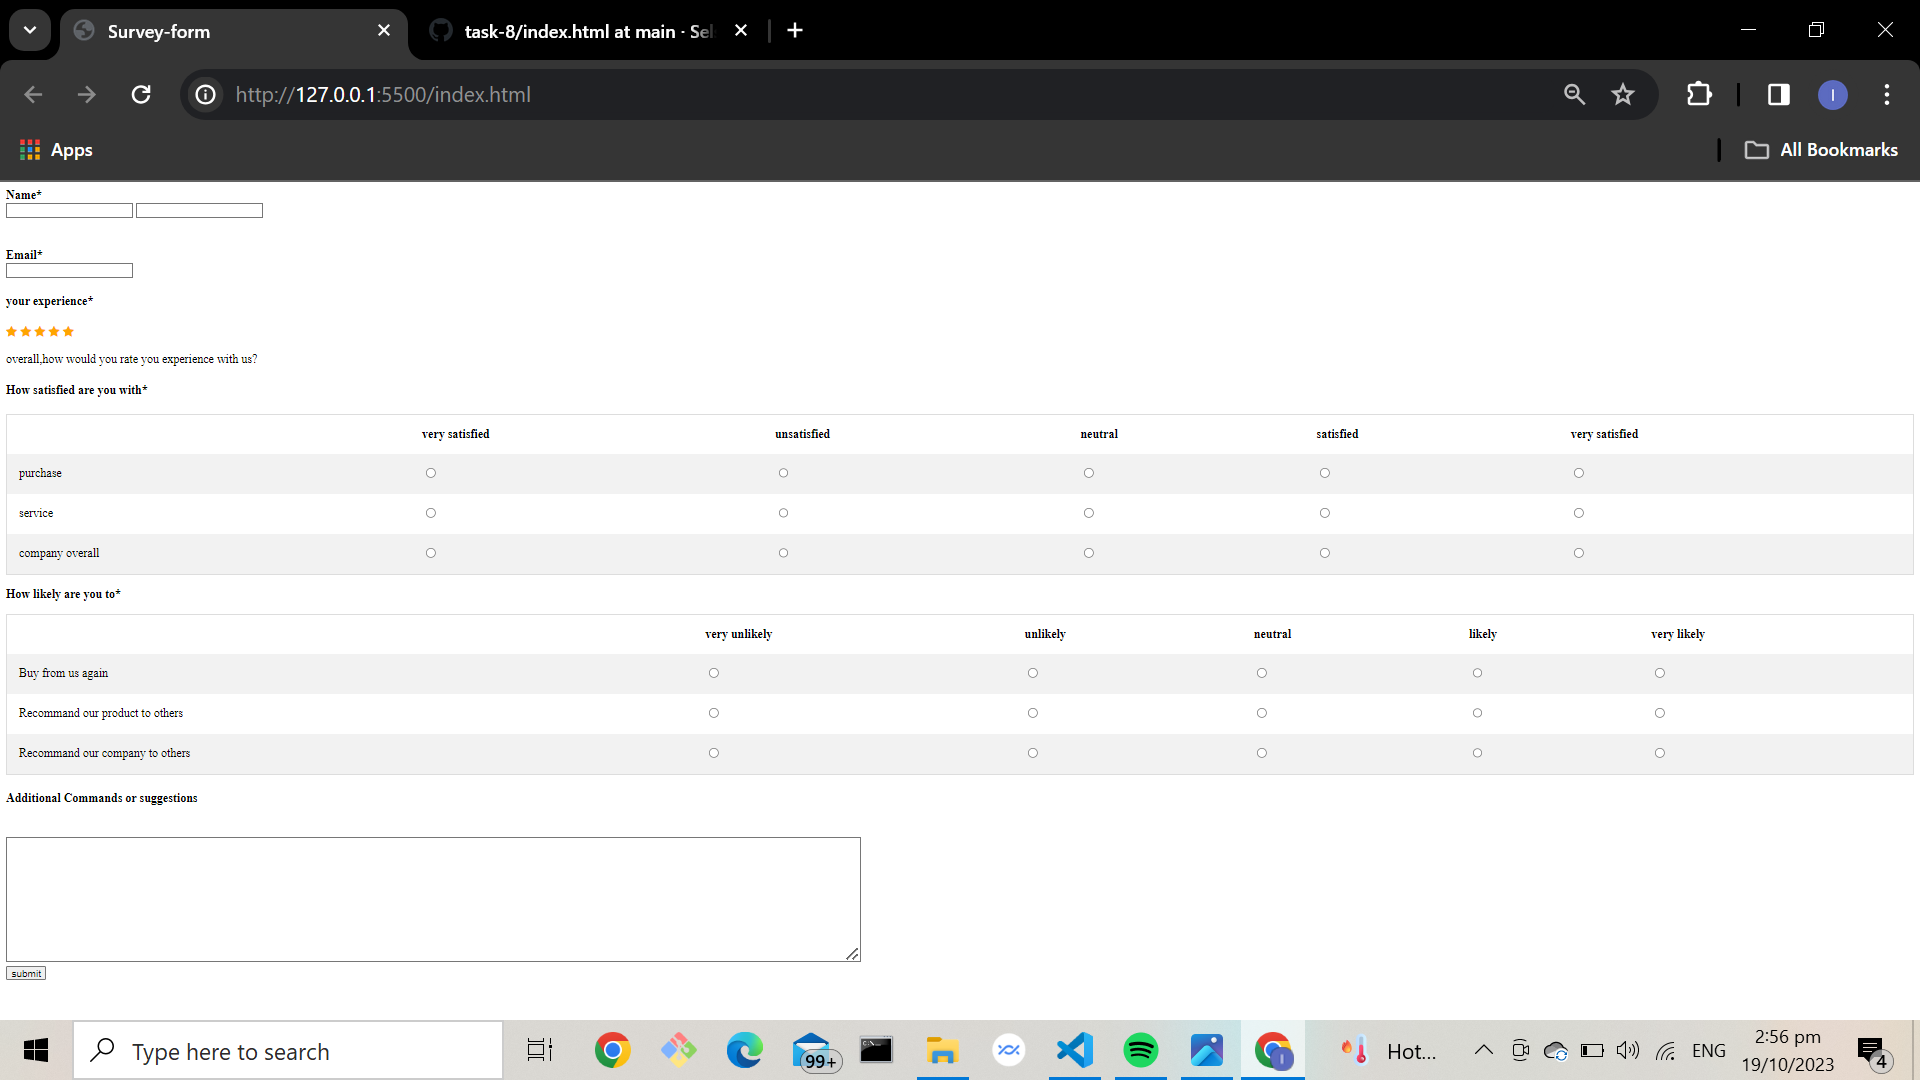 Survey-form
task-8/index.html at main · Sel
http://127.0.0.1:5500/index.html
I
Apps
All Bookmarks
Name*
Email*
your experience*
overall,how would you rate you experience with us?
How satisfied are you with*
very satisfied unsatisfied neutral satisfied very satisfied
purchase
service
company overall
How likely are you to*
very unlikely unlikely neutral likely very likely
Buy from us again
Recommand our product to others
Recommand our company to others
Additional Commands or suggestions
submit
Type here to search
99+
I
Hot...
ENG
2:56 pm
19/10/2023
4